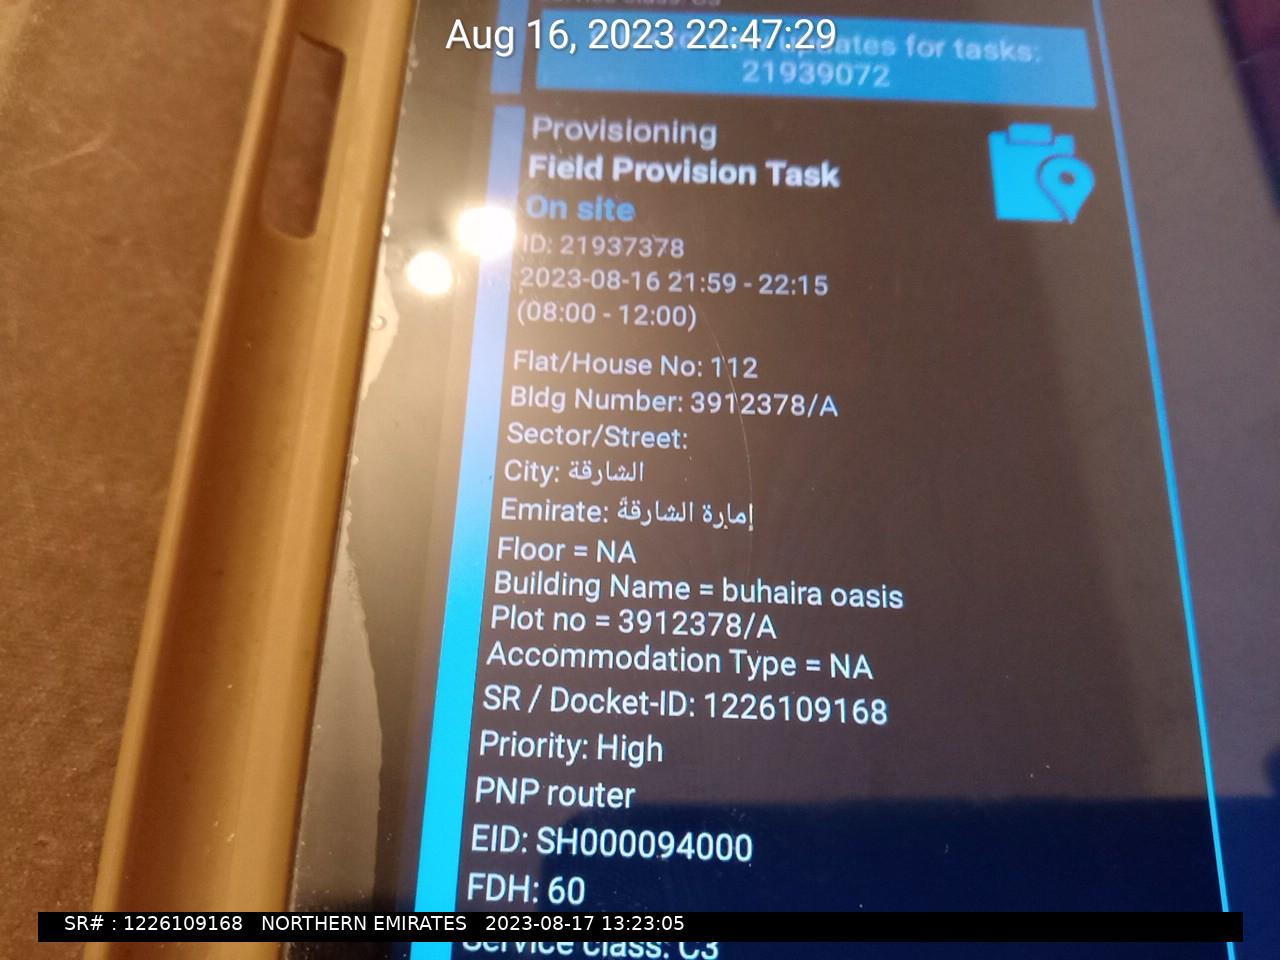 Aug 16, 2023 22:47:29
updates for tasks:
21939072
Provisioning
Field Provision Task
On site
ID: 21937378
2023-08-16 21:59 - 22:15
(08:00 - 12:00)
Flat/House No: 112
Bldg Number: 3912378/A
Sector/Street:
City: الشارقة
Emirate: إمارة الشارقةّ
Floor = NA
Building Name = buhaira oasis
Plot no = 3912378/A
Accommodation Type = NA
SR / Docket-ID: 1226109168
Priority: High
PNP router
EID: SH000094000
FDH: 60
SR# : 1226109168 NORTHERN EMIRATES 2023-08-17 13:23:05
Service class: C3